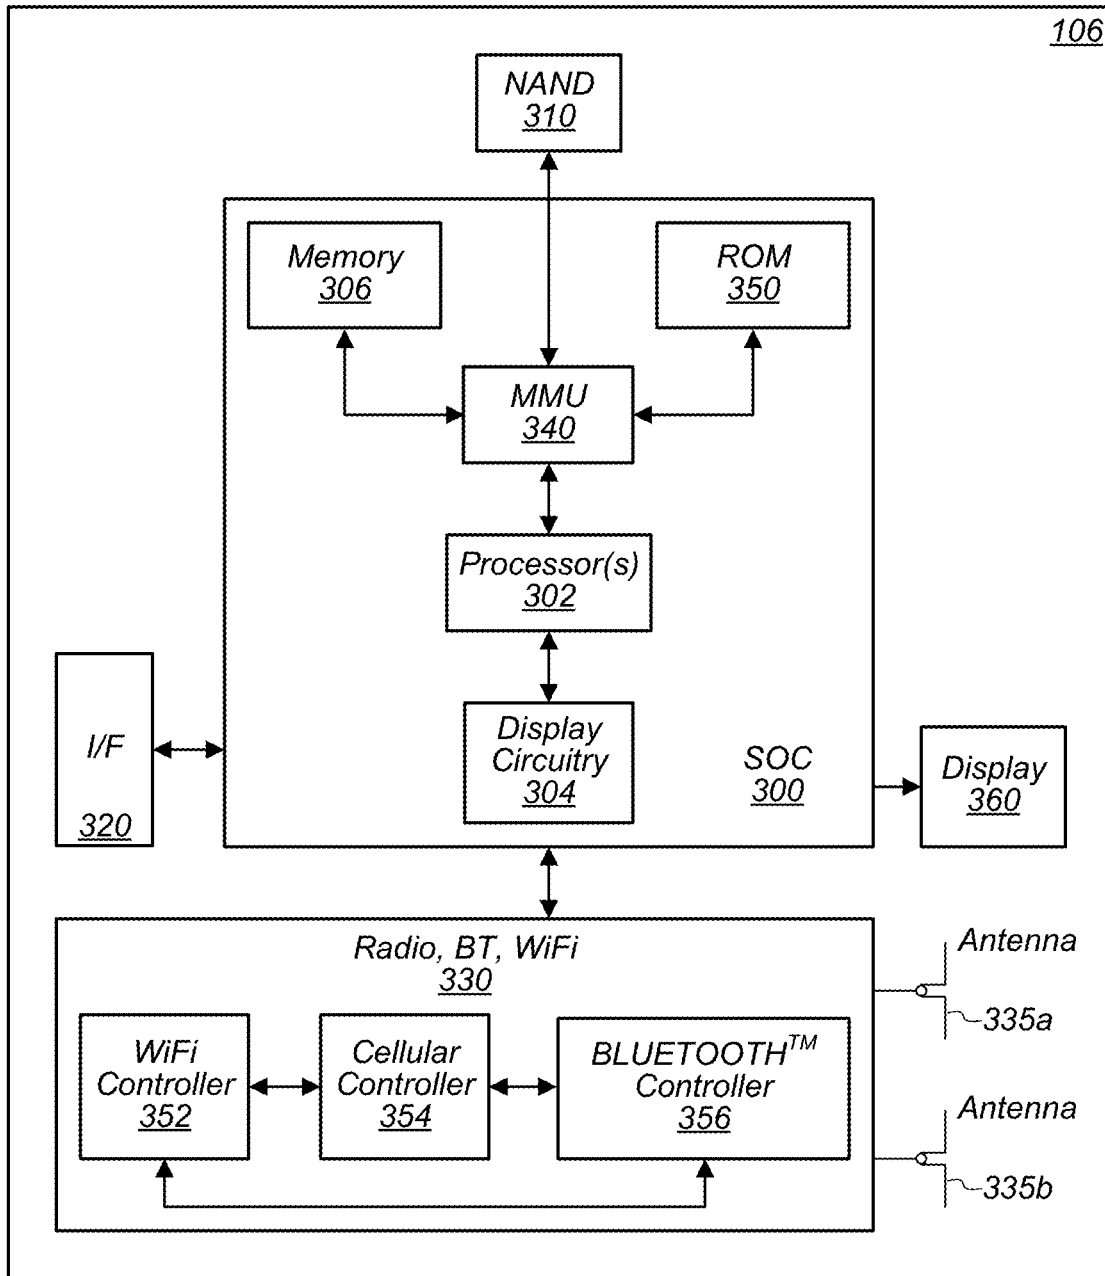 106
NAND
310
Memory
306
ROM
350
MMU
340
Processor(s)
302
Display
Circuitry
304
SOC
300
I/F
320
Display
360
Radio, BT, WiFi
330
WiFi
Controller
352
Cellular
Controller
354
BLUETOOTH™
Controller
356
Antenna
335a
Antenna
335b